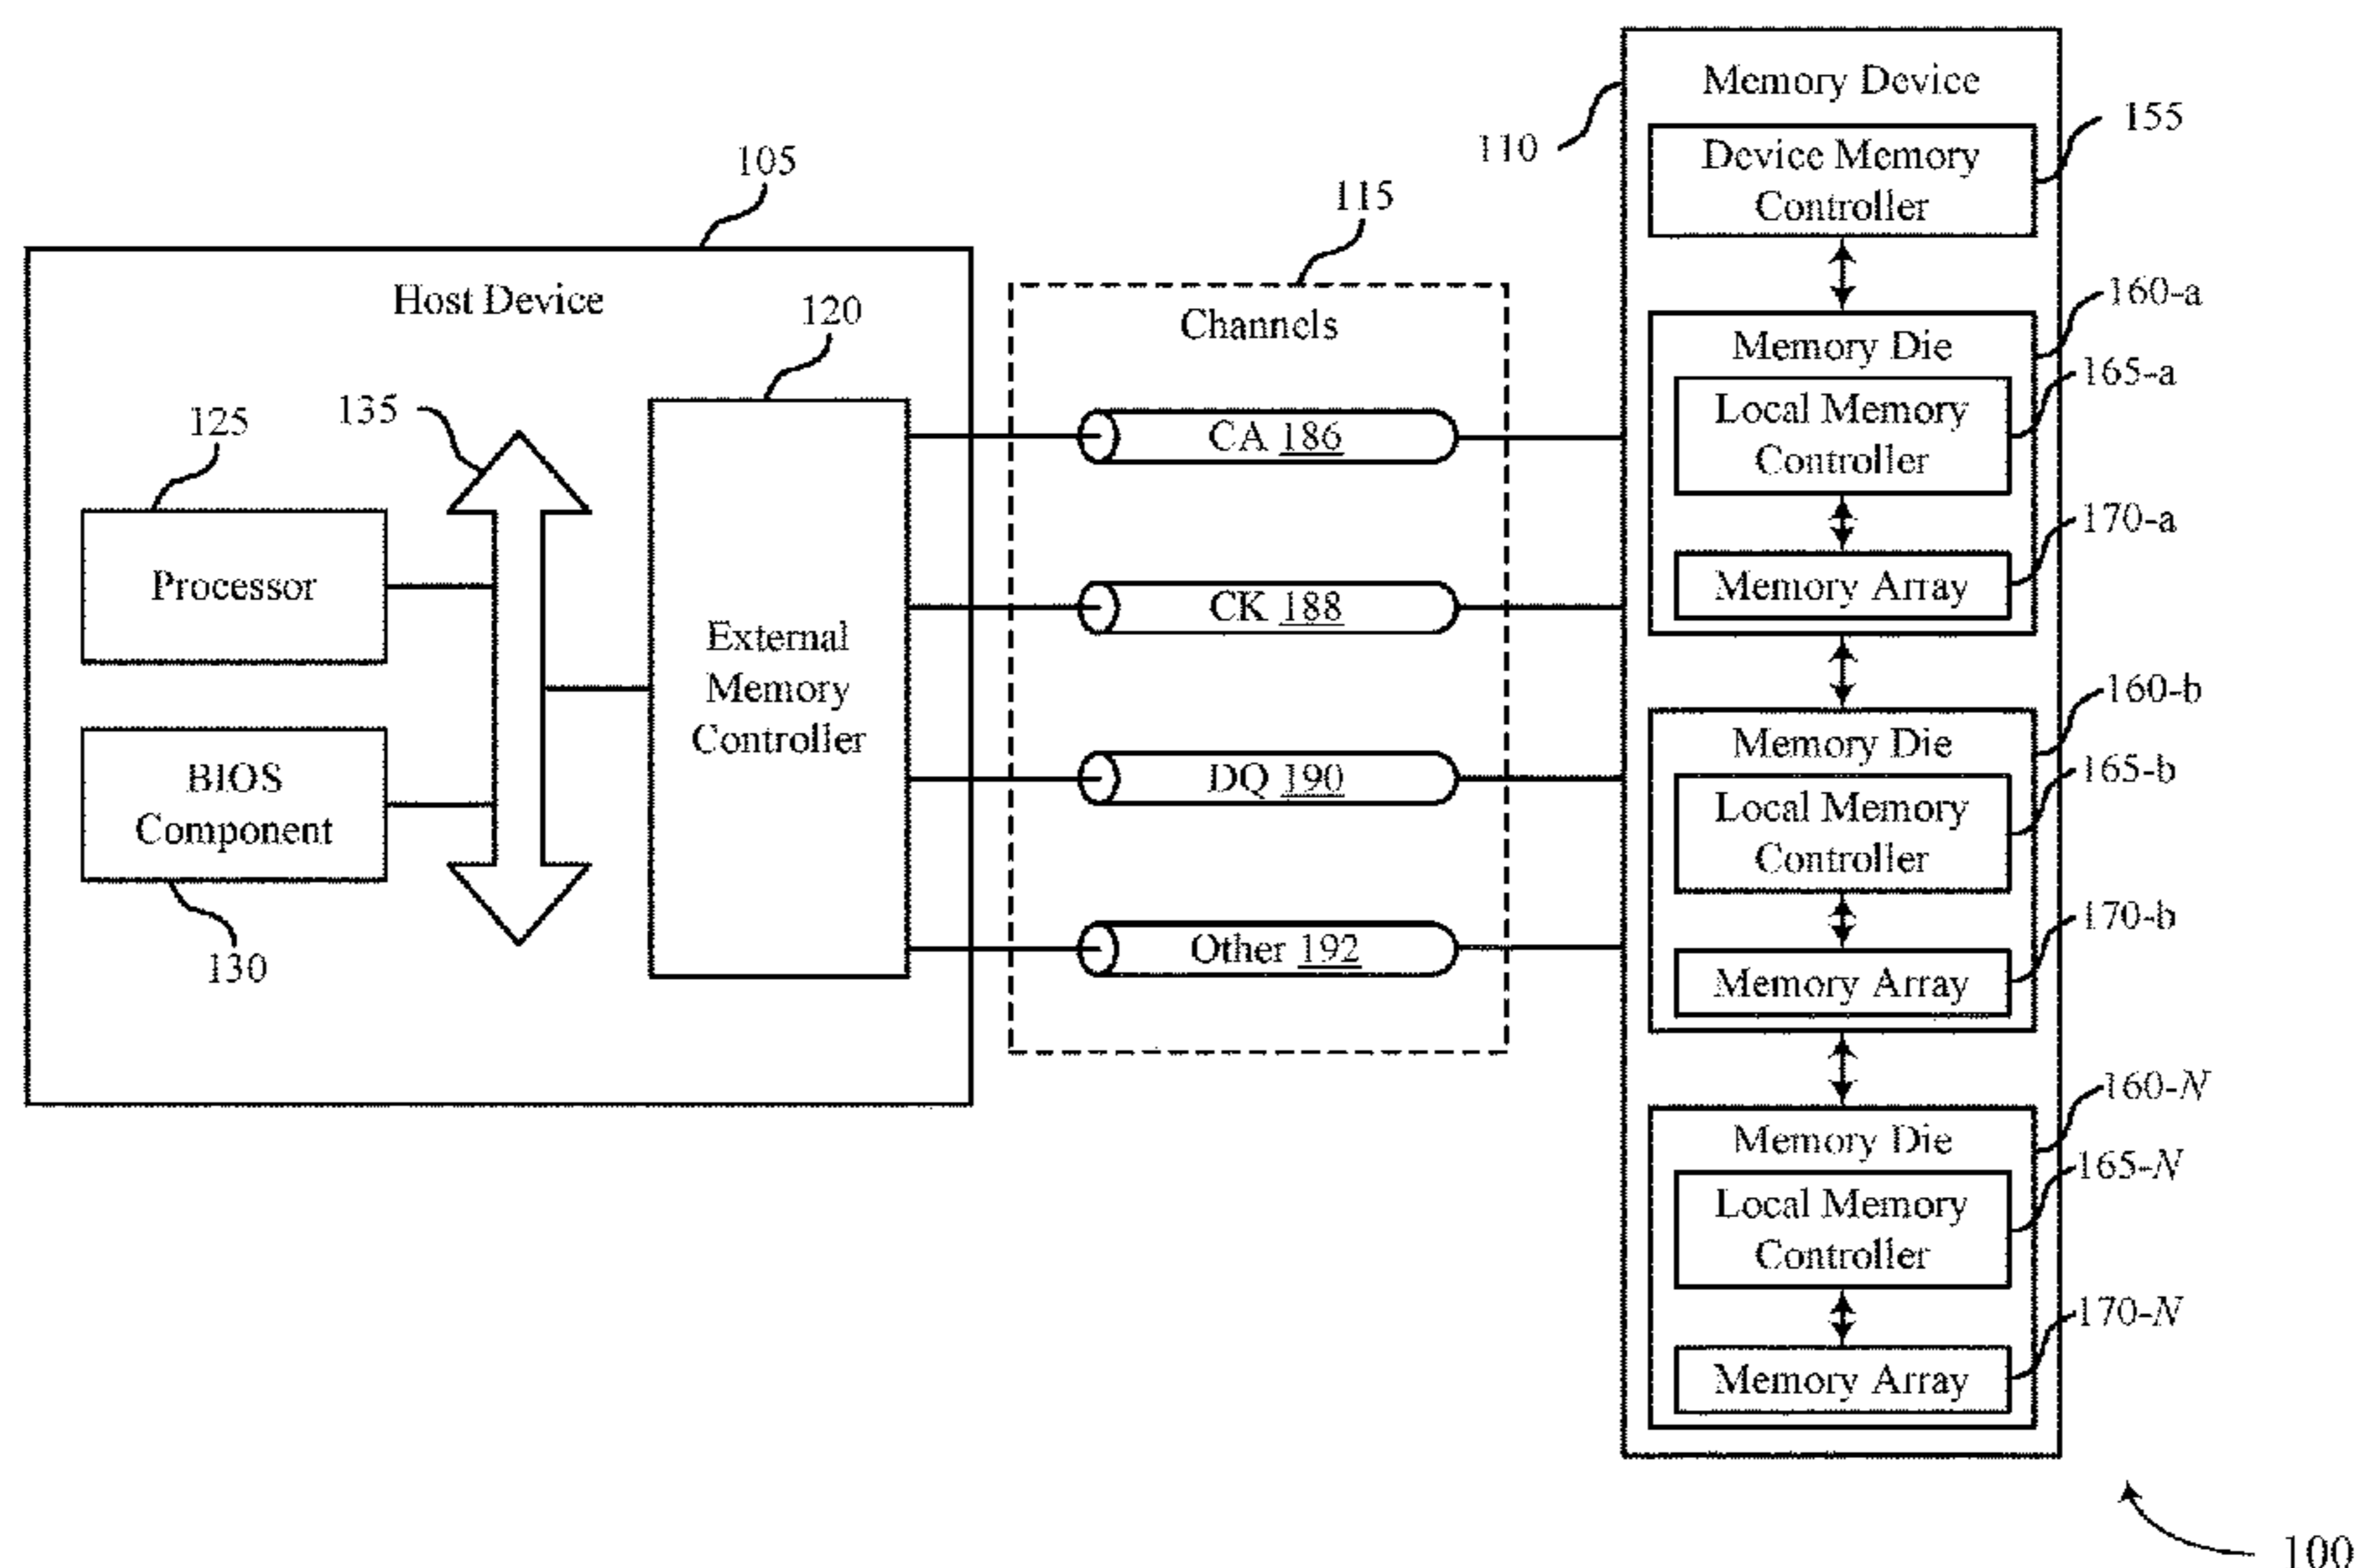 105
Host Device
120
125
135
Processor
External
Memory
Controller
BIOS
Component
130
115
Channels
CA 186
CK 188
DQ 190
Other 192
110
Memory Device
155
Device Memory
Controller
160-a
Memory Die
165-a
Local Memory
Controller
170-a
Memory Array
160-b
Memory Die
165-b
Local Memory
Controller
170-b
Memory Array
160-N
Memory Die
165-N
Local Memory
Controller
170-N
Memory Array
100